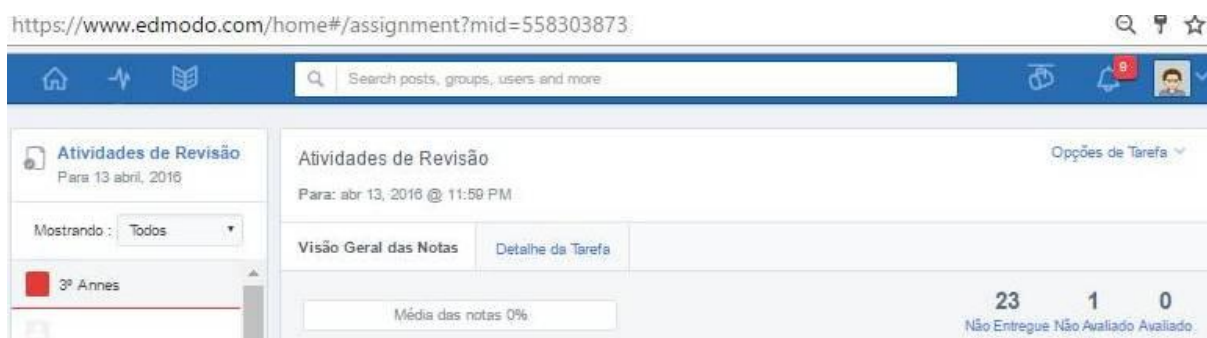 https://www.edmodo.com/home#/assignment?mid=558303873
Search posts, groups, users and more
9
Atividades de Revisão
Para 13 abril, 2016
Mostrando : Todos
3º Annes
Atividades de Revisão
Opções de Tarefa
Para: abr 13, 2016 @ 11:59 PM
Visão Geral das Notas Detalhe da Tarefa
Média das notas 0%
23 1 0
Não Entregue Não Avaliado Avaliado